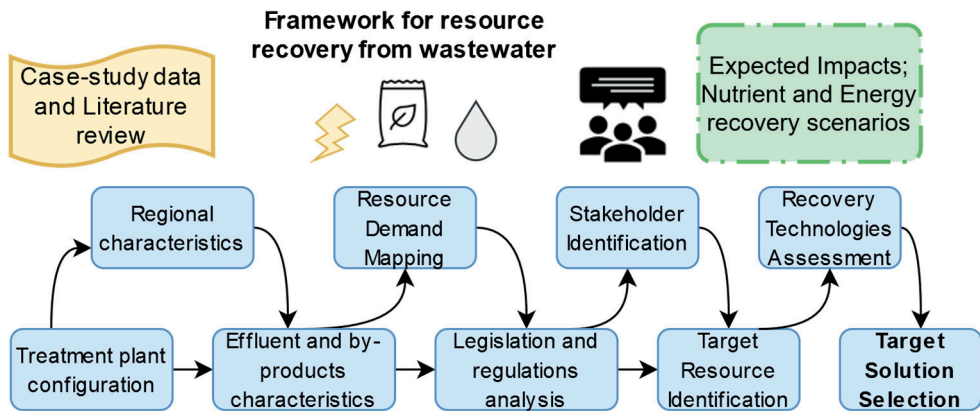 Framework for resource
recovery from wastewater
Case-study data
and Literature
review
Expected Impacts;
Nutrient and Energy
recovery scenarios
Regional
characteristics
Resource
Demand
Mapping
Stakeholder
Identification
Recovery
Technologies
Assessment
Treatment plant
configuration
Effluent and by-
products
characteristics
Legislation and
regulations
analysis
Target
Resource
Identification
Target
Solution
Selection